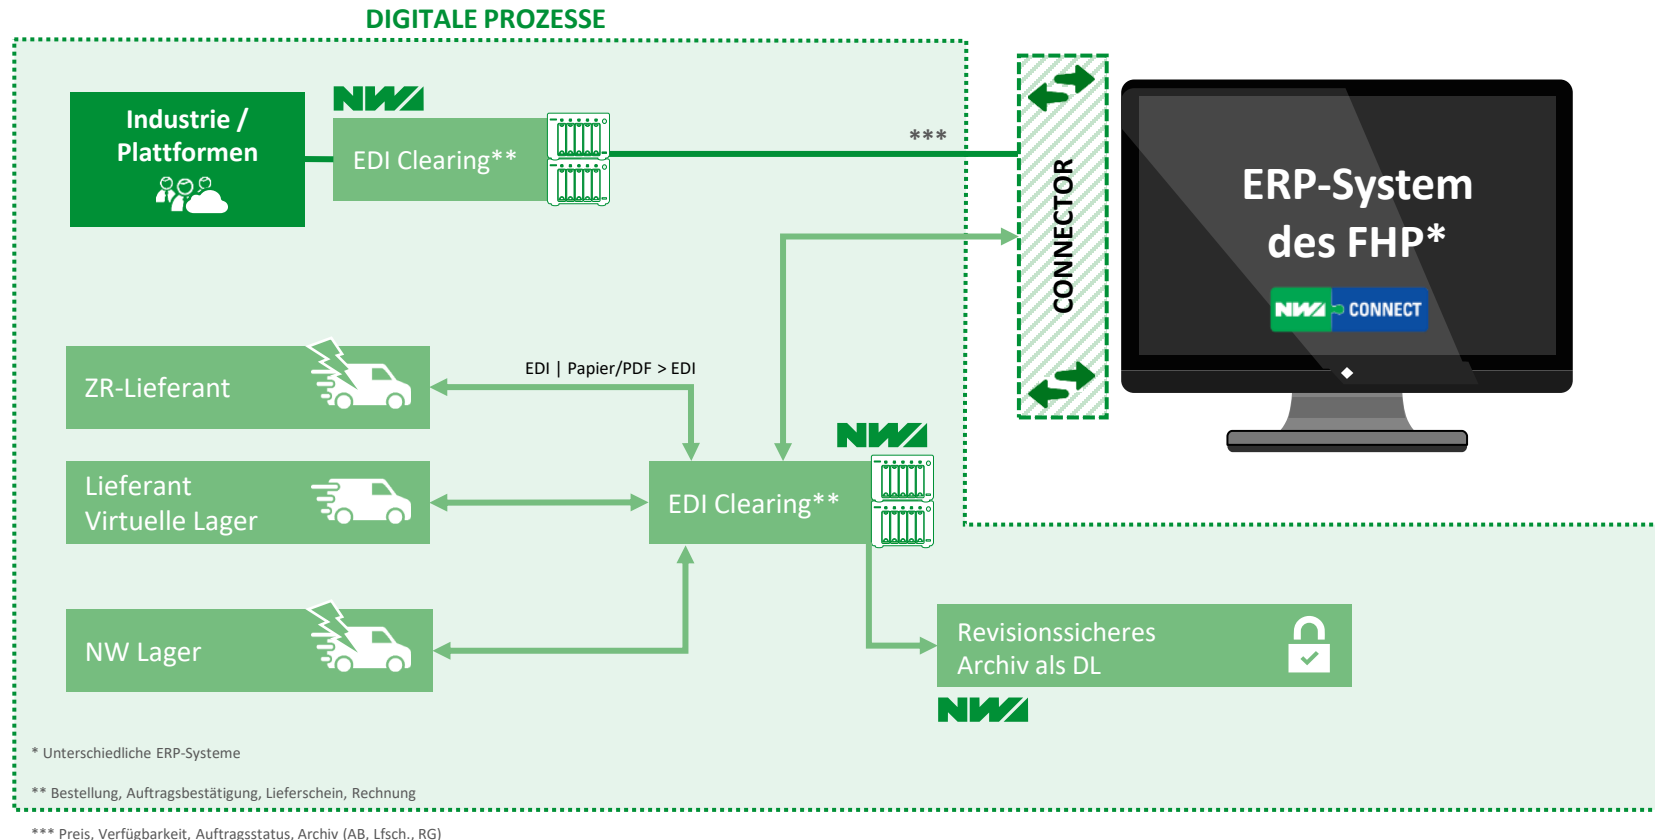 DIGITALE PROZESSE
NW
Industrie /
Plattformen
EDI Clearing**
***
CONNECTOR
ERP-System
des FHP*
NW CONNECT
ZR-Lieferant
EDI | Papier/PDF > EDI
NW
Lieferant
Virtuelle Lager
EDI Clearing**
NW Lager
Revisionssicheres
Archiv als DL
NW
* Unterschiedliche ERP-Systeme
** Bestellung, Auftragsbestätigung, Lieferschein, Rechnung
*** Preis, Verfügbarkeit, Auftragsstatus, Archiv (AB, Lfsch., RG)